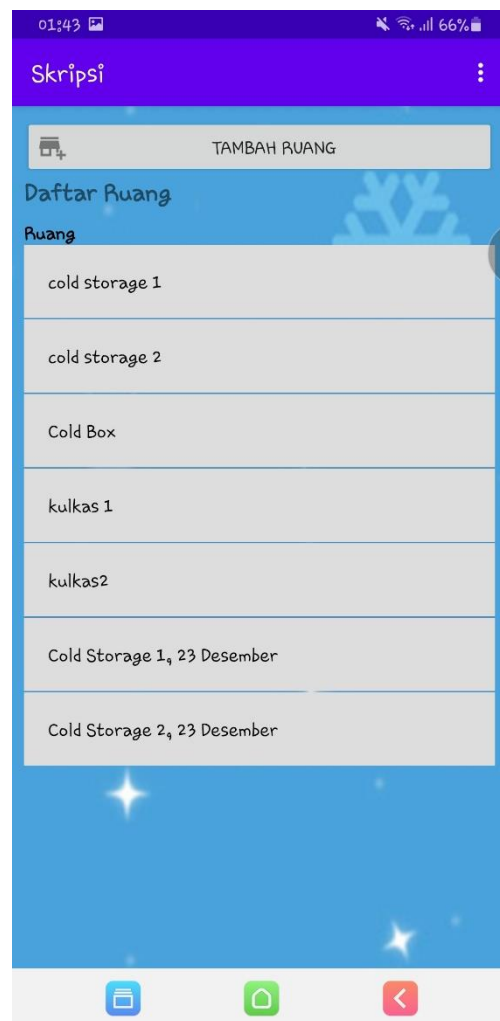 01:43 66%
Skripsi
TAMBAH RUANG
Daftar Ruang
Ruang
cold storage 1
cold storage 2
Cold Box
kulkas 1
kulkas2
Cold Storage 1, 23 Desember
Cold Storage 2, 23 Desember